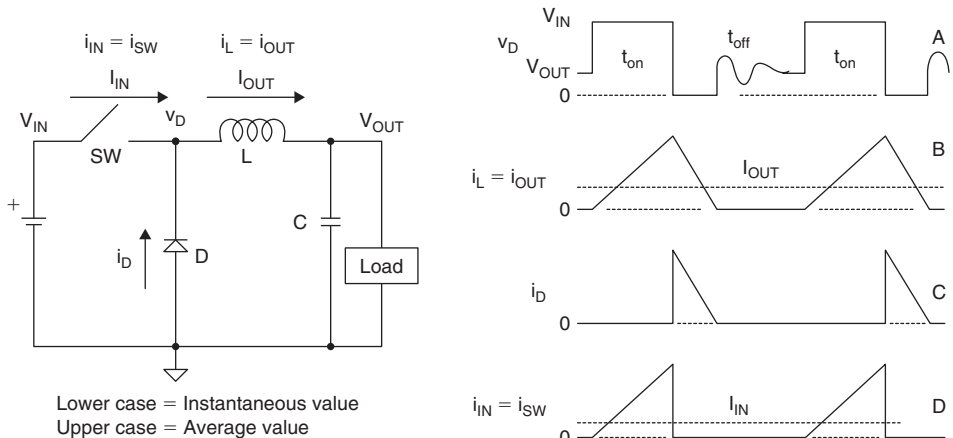 i_IN = i_SW
i_L = i_OUT
I_IN
I_OUT
V_IN
v_D
V_OUT
SW
L
+
i_D
D
C
Load
Lower case = Instantaneous value
Upper case = Average value
V_IN
v_D
V_OUT
0
t_on
t_off
t_on
A
i_L = i_OUT
0
I_OUT
B
i_D
0
C
i_IN = i_SW
0
I_IN
D